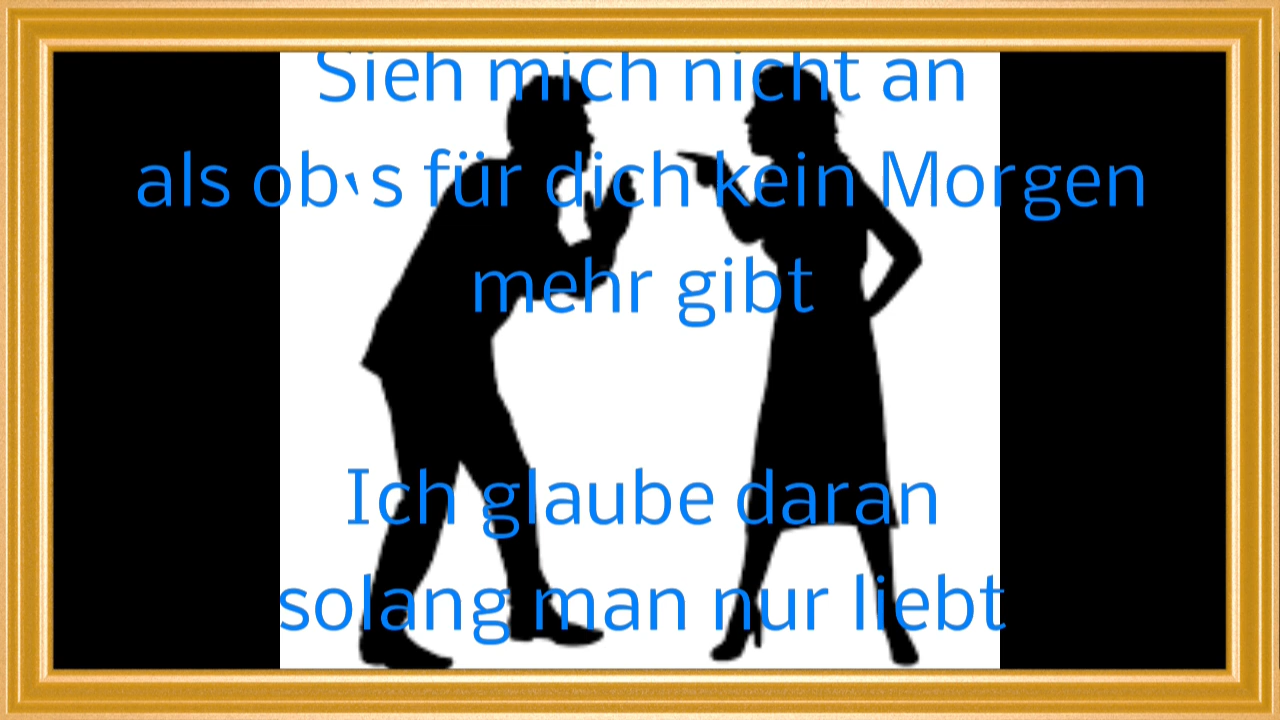 Sieh mich nicht an
als ob`s für dich kein Morgen
mehr gibt
Ich glaube daran
solang man nur liebt